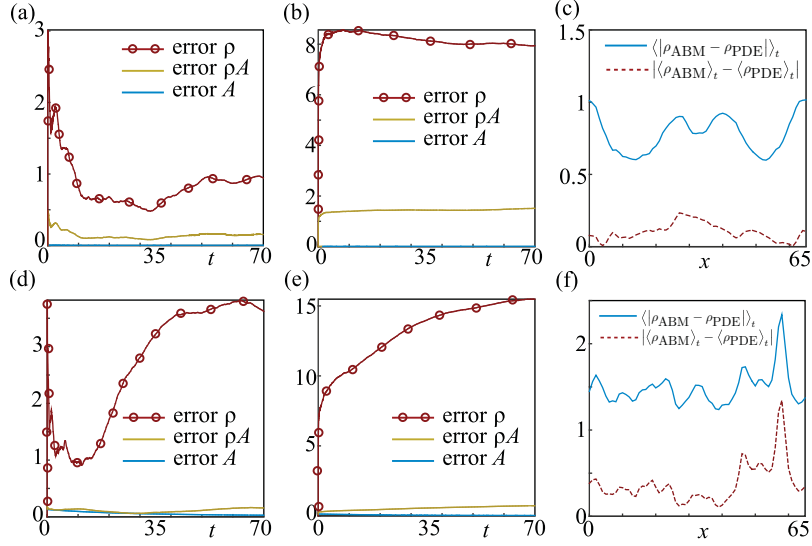 (a)
3
2
1
0
0
35
t
70
error ρ
error ρA
error A
(b)
8
6
4
2
0
0
35
t
70
error ρ
error ρA
error A
(c)
1.5
1
0.5
0
0
x
65
⟨|ρABM − ρPDE|⟩t
|⟨ρABM⟩t − ⟨ρPDE⟩t|
(d)
3
2
1
0
0
35
t
70
error ρ
error ρA
error A
(e)
15
10
5
0
0
35
t
70
error ρ
error ρA
error A
(f)
2
1
0
0
x
65
⟨|ρABM − ρPDE|⟩t
|⟨ρABM⟩t − ⟨ρPDE⟩t|